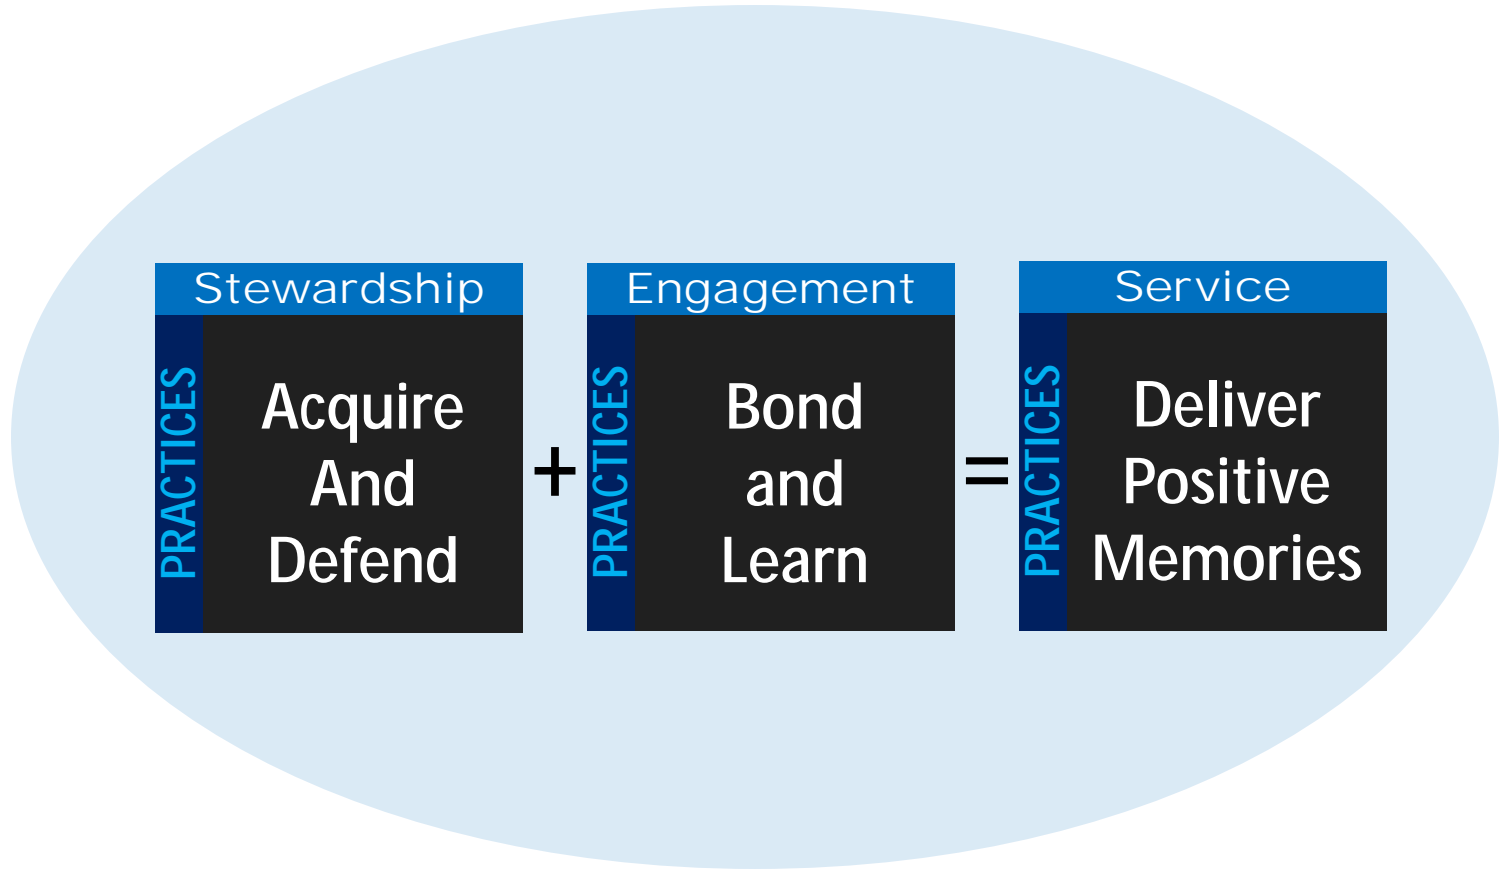 Stewardship
PRACTICES
Acquire
And
Defend
+
Engagement
PRACTICES
Bond
and
Learn
=
Service
PRACTICES
Deliver
Positive
Memories